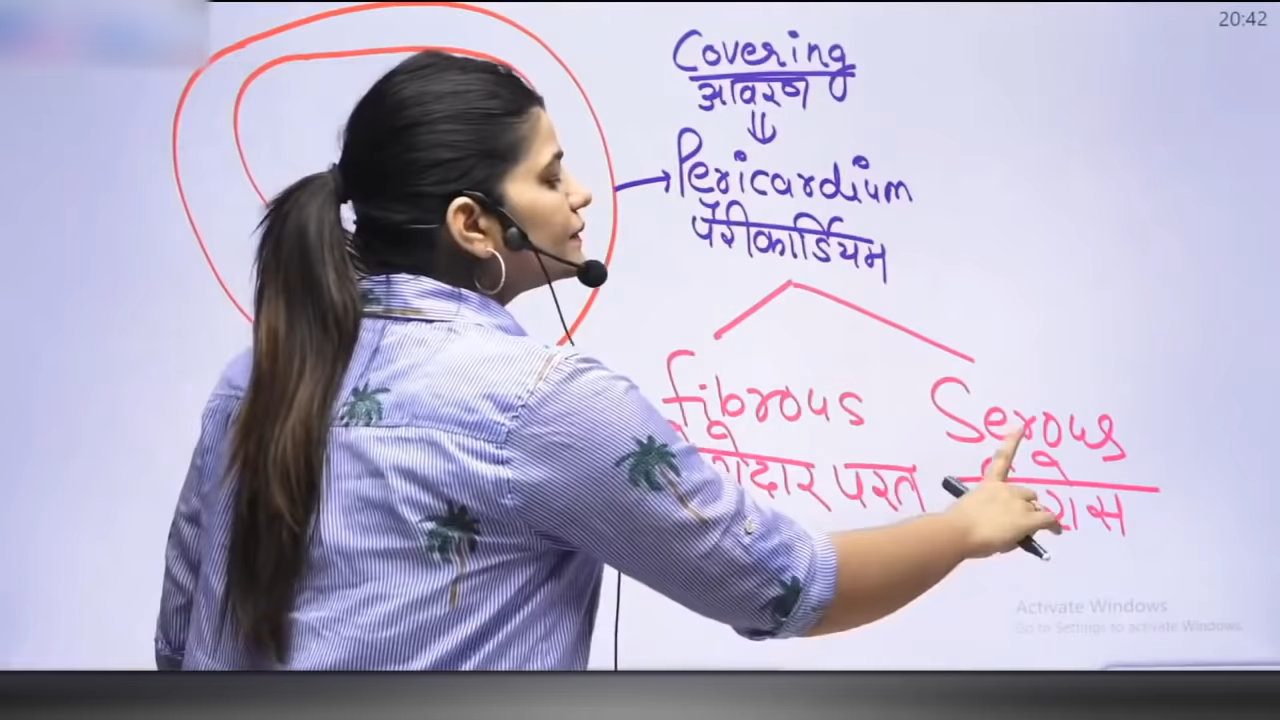 20:42
Covering
आवरण
Pericardium
पॅरीकार्डियम
fibrous Serous
परत
Activate Windows
Go to Settings to activate Windows.